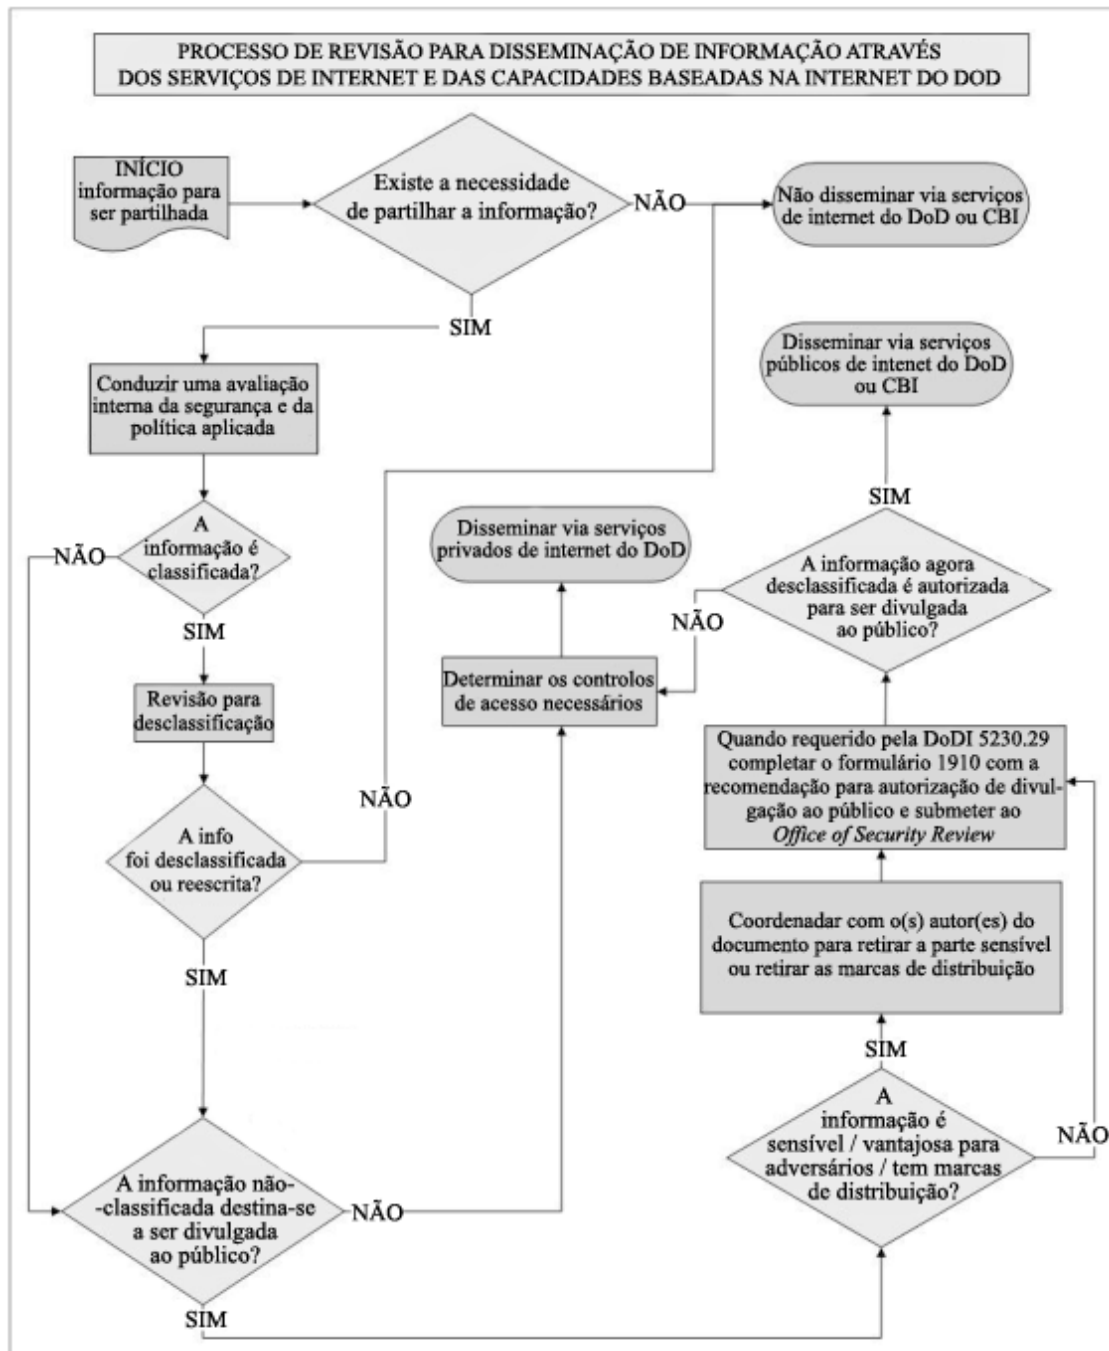 PROCESSO DE REVISÃO PARA DISSEMINAÇÃO DE INFORMAÇÃO ATRAVÉS
DOS SERVIÇOS DE INTERNET E DAS CAPACIDADES BASEADAS NA INTERNET DO DOD
INÍCIO
informação para
ser partilhada
Existe a necessidade
de partilhar a informação?
NÃO
Não disseminar via serviços
de internet do DoD ou CBI
SIM
Disseminar via serviços
públicos de intenet do DoD
ou CBI
Conduzir uma avaliação
interna da segurança e da
política aplicada
SIM
A
informação é
classificada?
NÃO
Disseminar via serviços
privados de internet do DoD
A informação agora
desclassificada é autorizada
para ser divulgada
ao público?
NÃO
SIM
Revisão para
desclassificação
Determinar os controlos
de acesso necessários
Quando requerido pela DoDI 5230.29
completar o formulário 1910 com a
recomendação para autorização de divul-
gação ao público e submeter ao
Office of Security Review
NÃO
A info
foi desclassificada
ou reescrita?
Coordenadar com o(s) autor(es) do
documento para retirar a parte sensível
ou retirar as marcas de distribuição
SIM
SIM
A
informação é
sensível / vantajosa para
adversários / tem marcas
de distribuição?
NÃO
A informação não-
-classificada destina-se
a ser divulgada
ao público?
NÃO
SIM